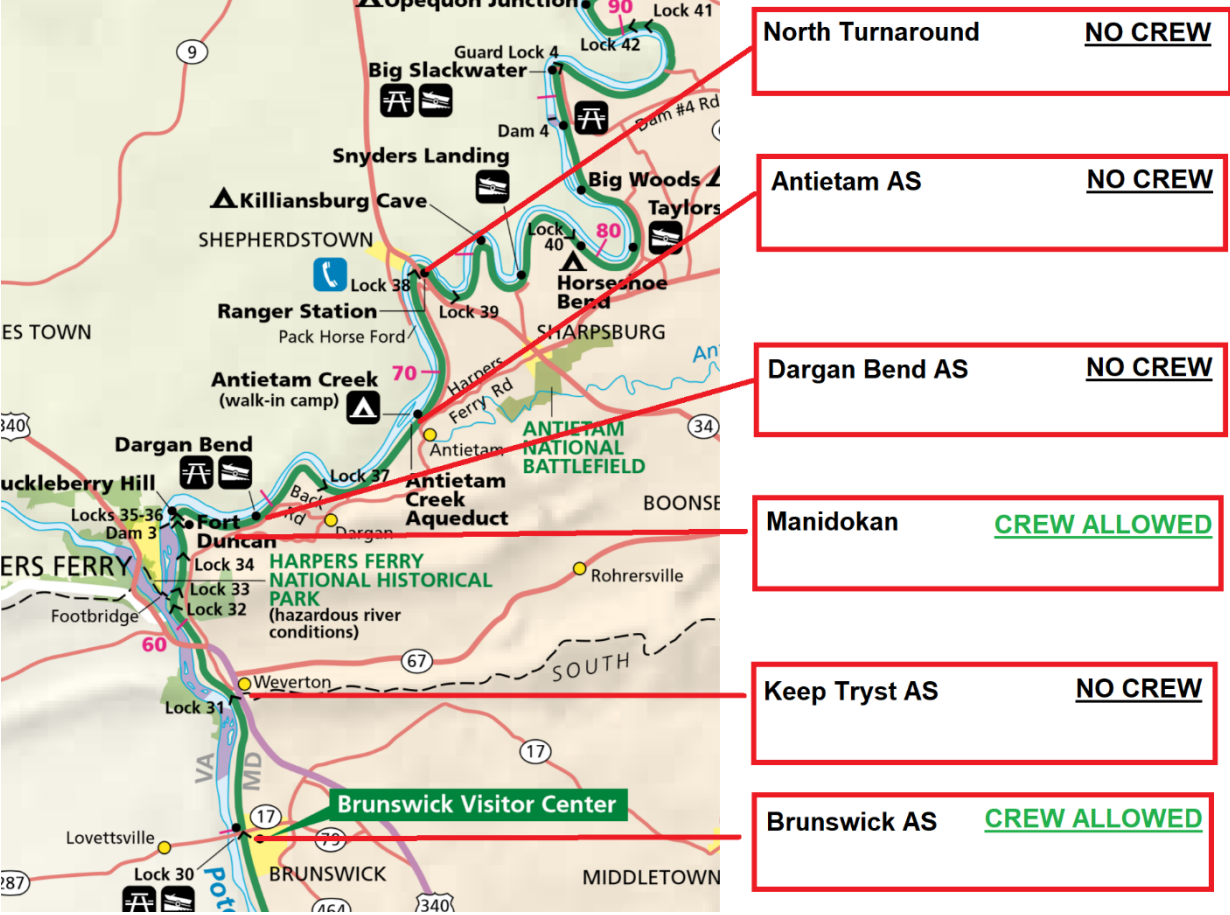 Opequon Junction
90
Lock 41
Lock 42
Guard Lock 4
Big Slackwater
9
Dam #4 Rd
Dam 4
Snyders Landing
Big Woods
Killiansburg Cave
Taylors
Lock
40
80
SHEPHERDSTOWN
Lock 38
Horseshoe
Bend
Ranger Station
Lock 39
Pack Horse Ford
SHARPSBURG
ES TOWN
70
Harpers
Ferry Rd
An
Antietam Creek
(walk-in camp)
340
34
ANTIETAM
NATIONAL
BATTLEFIELD
Antietam
Dargan Bend
Lock 37
Antietam
Creek
Aqueduct
uckleberry Hill
Back
Rd
BOONSB
Locks 35-36
Dam 3
Fort
Duncan
Dargan
ERS FERRY
Lock 34
HARPERS FERRY
NATIONAL HISTORICAL
PARK
(hazardous river
conditions)
Rohrersville
Lock 33
Lock 32
Footbridge
60
67
SOUTH
Weverton
Lock 31
VA
MD
17
Brunswick Visitor Center
17
79
Lovettsville
Lock 30
BRUNSWICK
MIDDLETOWN
287
Poto
464
340
North Turnaround NO CREW
Antietam AS NO CREW
Dargan Bend AS NO CREW
Manidokan CREW ALLOWED
Keep Tryst AS NO CREW
Brunswick AS CREW ALLOWED